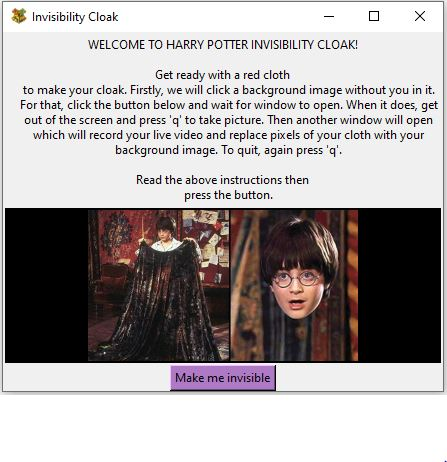 Invisibility Cloak
WELCOME TO HARRY POTTER INVISIBILITY CLOAK!
Get ready with a red cloth
to make your cloak. Firstly, we will click a background image without you in it.
For that, click the button below and wait for window to open. When it does, get
out of the screen and press 'q' to take picture. Then another window will open
which will record your live video and replace pixels of your cloth with your
background image. To quit, again press 'q'.
Read the above instructions then
press the button.
Make me invisible